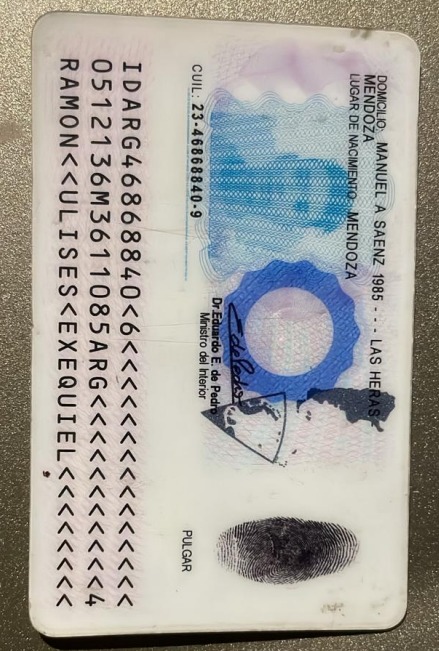 DOMICILIO: MANUEL A SAENZ 1985 - - - LAS HERAS
MENDOZA
LUGAR DE NACIMIENTO: MENDOZA
CUIL: 23-46868840-9
Dr. Eduardo E. de Pedro
Ministro del Interior
PULGAR
IDARG46868840<6<<<<<<<<<<<<<<<
0512136M3611085ARG<<<<<<<<<<<4
RAMON<<ULISES<EXEQUIEL<<<<<<<<